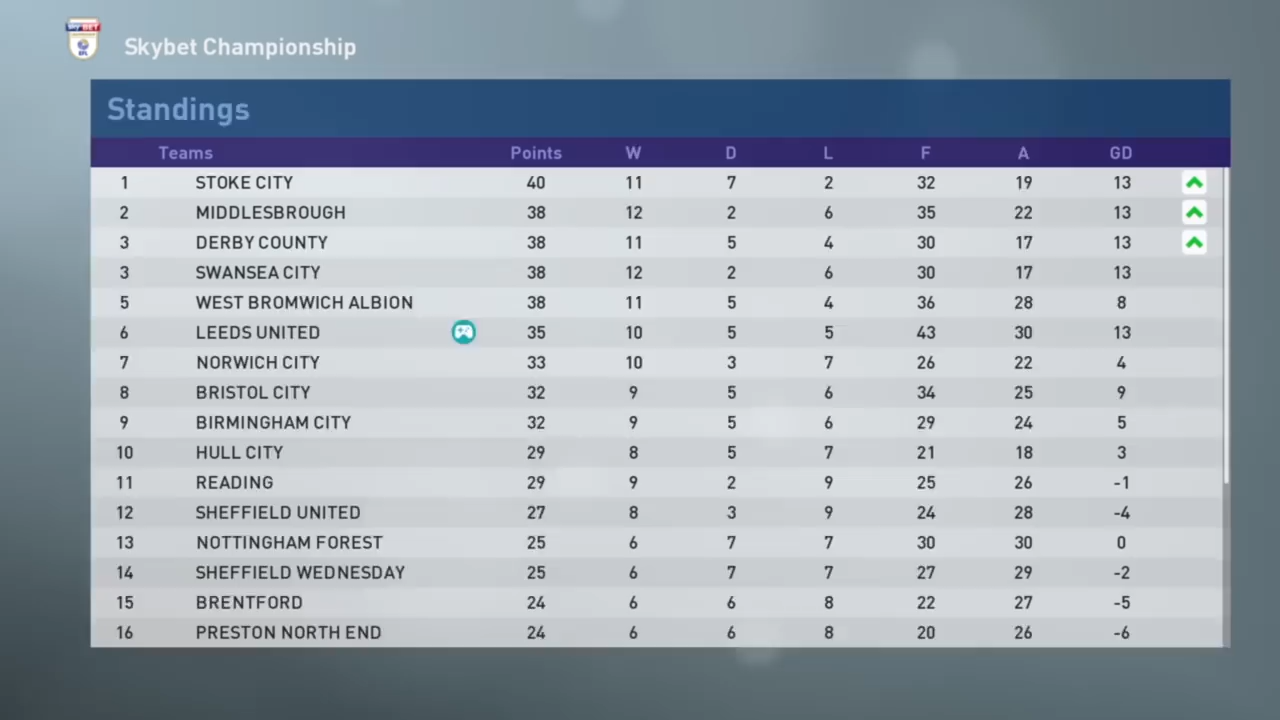 SKY BET
EFL
Skybet Championship
Standings
Teams Points W D L F A GD
1 STOKE CITY 40 11 7 2 32 19 13
2 MIDDLESBROUGH 38 12 2 6 35 22 13
3 DERBY COUNTY 38 11 5 4 30 17 13
3 SWANSEA CITY 38 12 2 6 30 17 13
5 WEST BROMWICH ALBION 38 11 5 4 36 28 8
6 LEEDS UNITED 35 10 5 5 43 30 13
7 NORWICH CITY 33 10 3 7 26 22 4
8 BRISTOL CITY 32 9 5 6 34 25 9
9 BIRMINGHAM CITY 32 9 5 6 29 24 5
10 HULL CITY 29 8 5 7 21 18 3
11 READING 29 9 2 9 25 26 -1
12 SHEFFIELD UNITED 27 8 3 9 24 28 -4
13 NOTTINGHAM FOREST 25 6 7 7 30 30 0
14 SHEFFIELD WEDNESDAY 25 6 7 7 27 29 -2
15 BRENTFORD 24 6 6 8 22 27 -5
16 PRESTON NORTH END 24 6 6 8 20 26 -6